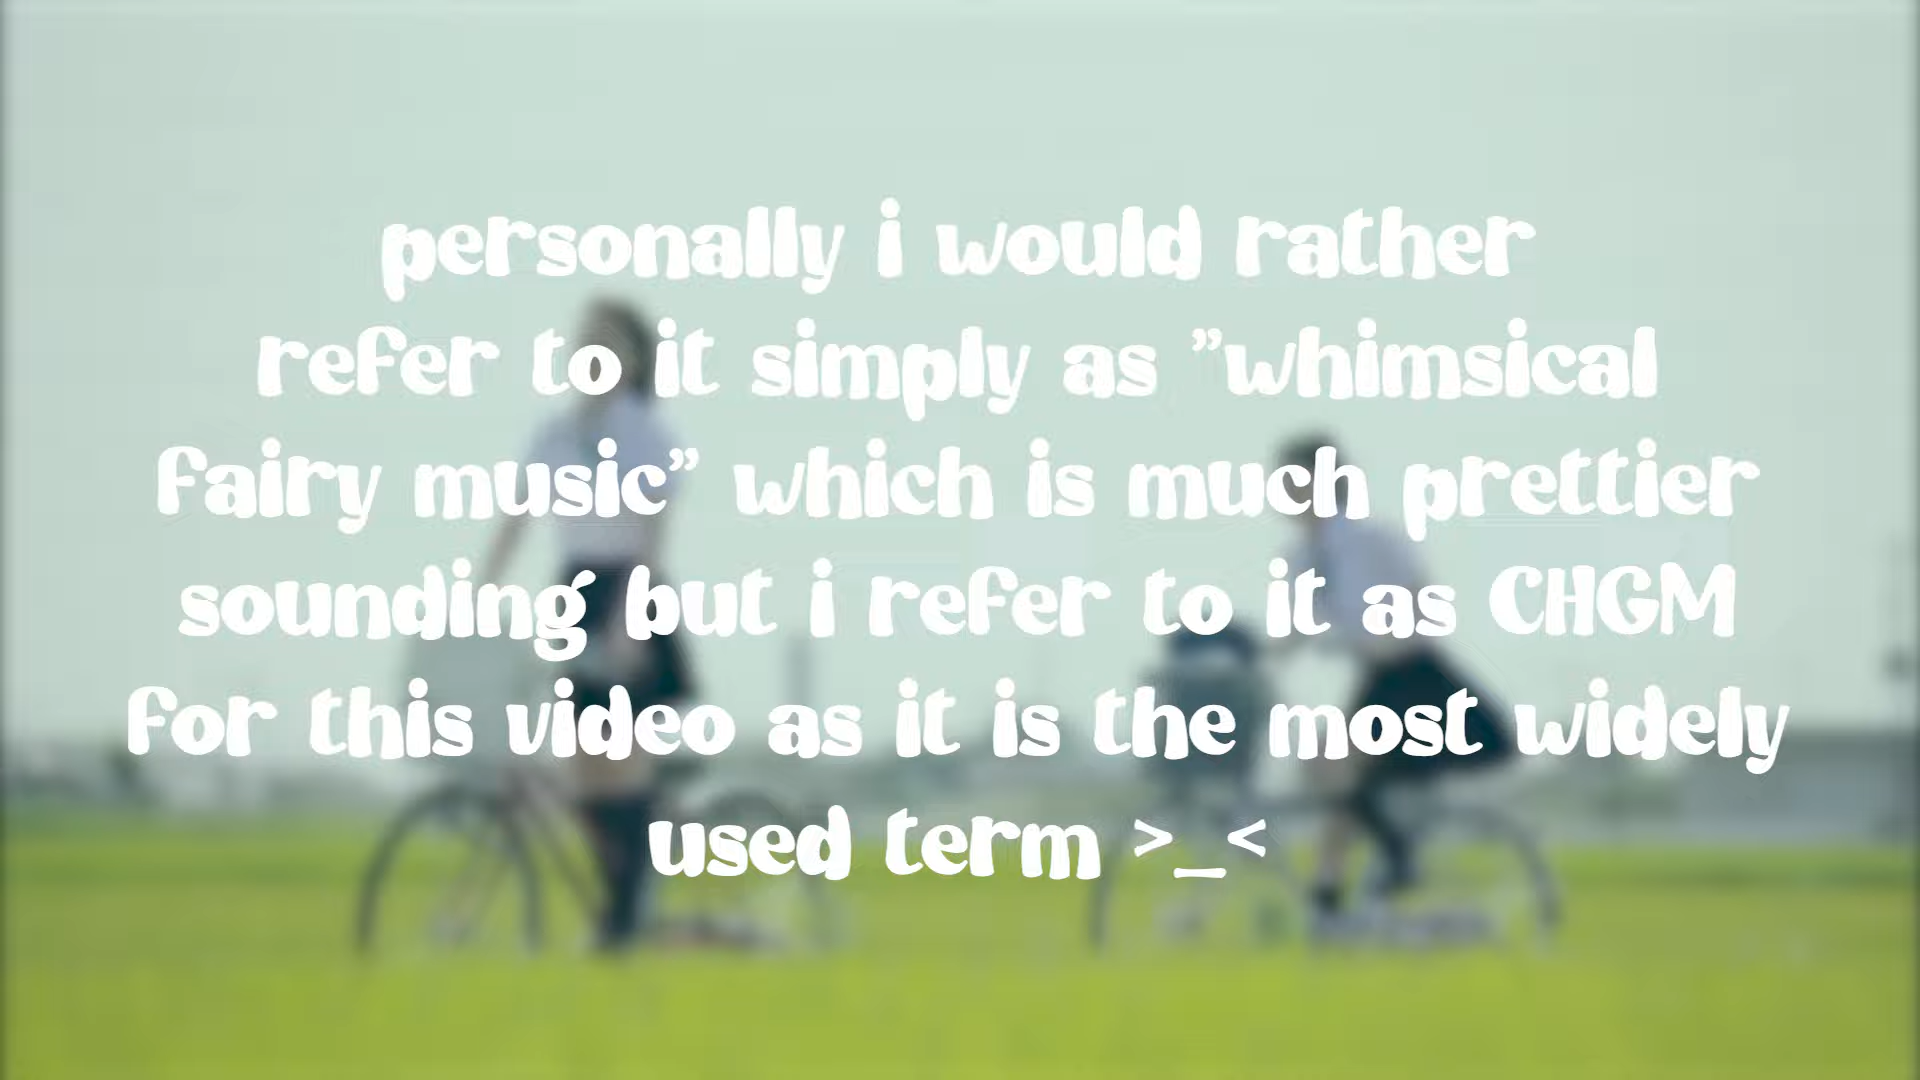 personally i would rather
refer to it simply as ”whimsical
fairy music” which is much prettier
sounding but i refer to it as CHGM
for this video as it is the most widely
used term >_<